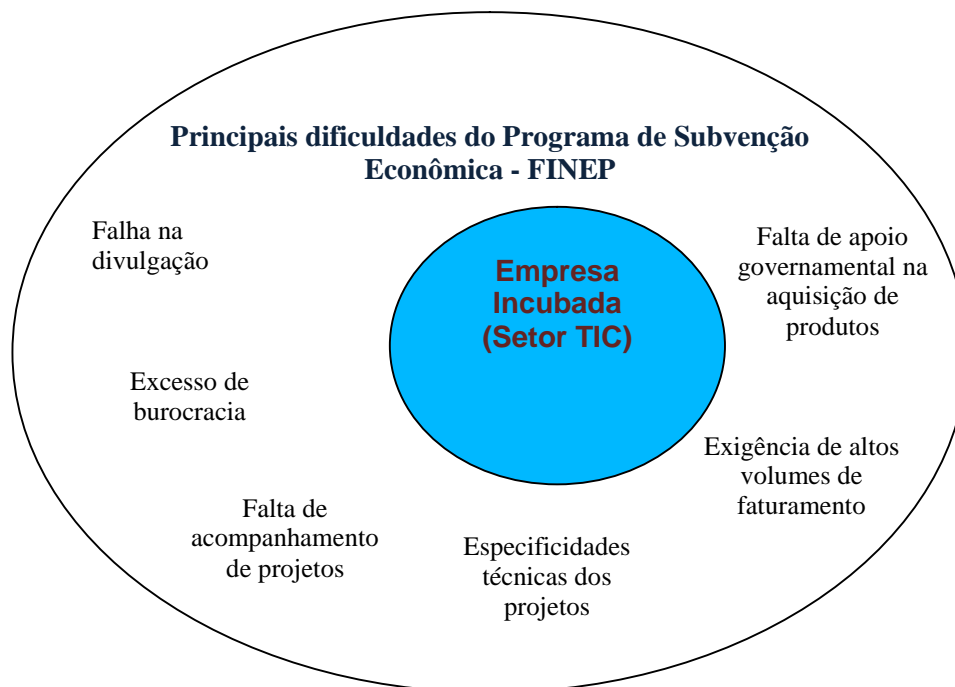 Principais dificuldades do Programa de Subvenção
Econômica - FINEP
Falha na
divulgação
Empresa
Incubada
(Setor TIC)
Falta de apoio
governamental na
aquisição de
produtos
Excesso de
burocracia
Exigência de altos
volumes de
faturamento
Falta de
acompanhamento
de projetos
Especificidades
técnicas dos
projetos